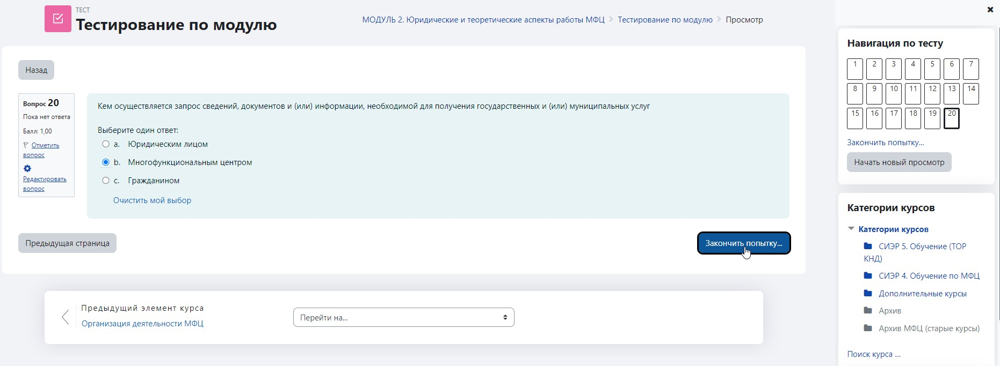 ТЕСТ
Тестирование по модулю
МОДУЛЬ 2. Юридические и теоретические аспекты работы МФЦ > Тестирование по модулю > Просмотр
Назад
Вопрос 20
Пока нет ответа
Балл: 1,00
Отметить
вопрос
Редактировать
вопрос
Кем осуществляется запрос сведений, документов и (или) информации, необходимой для получения государственных и (или) муниципальных услуг
Выберите один ответ:
a. Юридическим лицом
b. Многофункциональным центром
c. Гражданином
Очистить мой выбор
Предыдущая страница
Закончить попытку...
Предыдущий элемент курса
Организация деятельности МФЦ
Перейти на...
Навигация по тесту
1 2 3 4 5 6 7
8 9 10 11 12 13 14
15 16 17 18 19 20
Закончить попытку...
Начать новый просмотр
Категории курсов
Категории курсов
СИЭР 5. Обучение (ТОР
КНД)
СИЭР 4. Обучение по МФЦ
Дополнительные курсы
Архив
Архив МФЦ (старые курсы)
Поиск курса ...